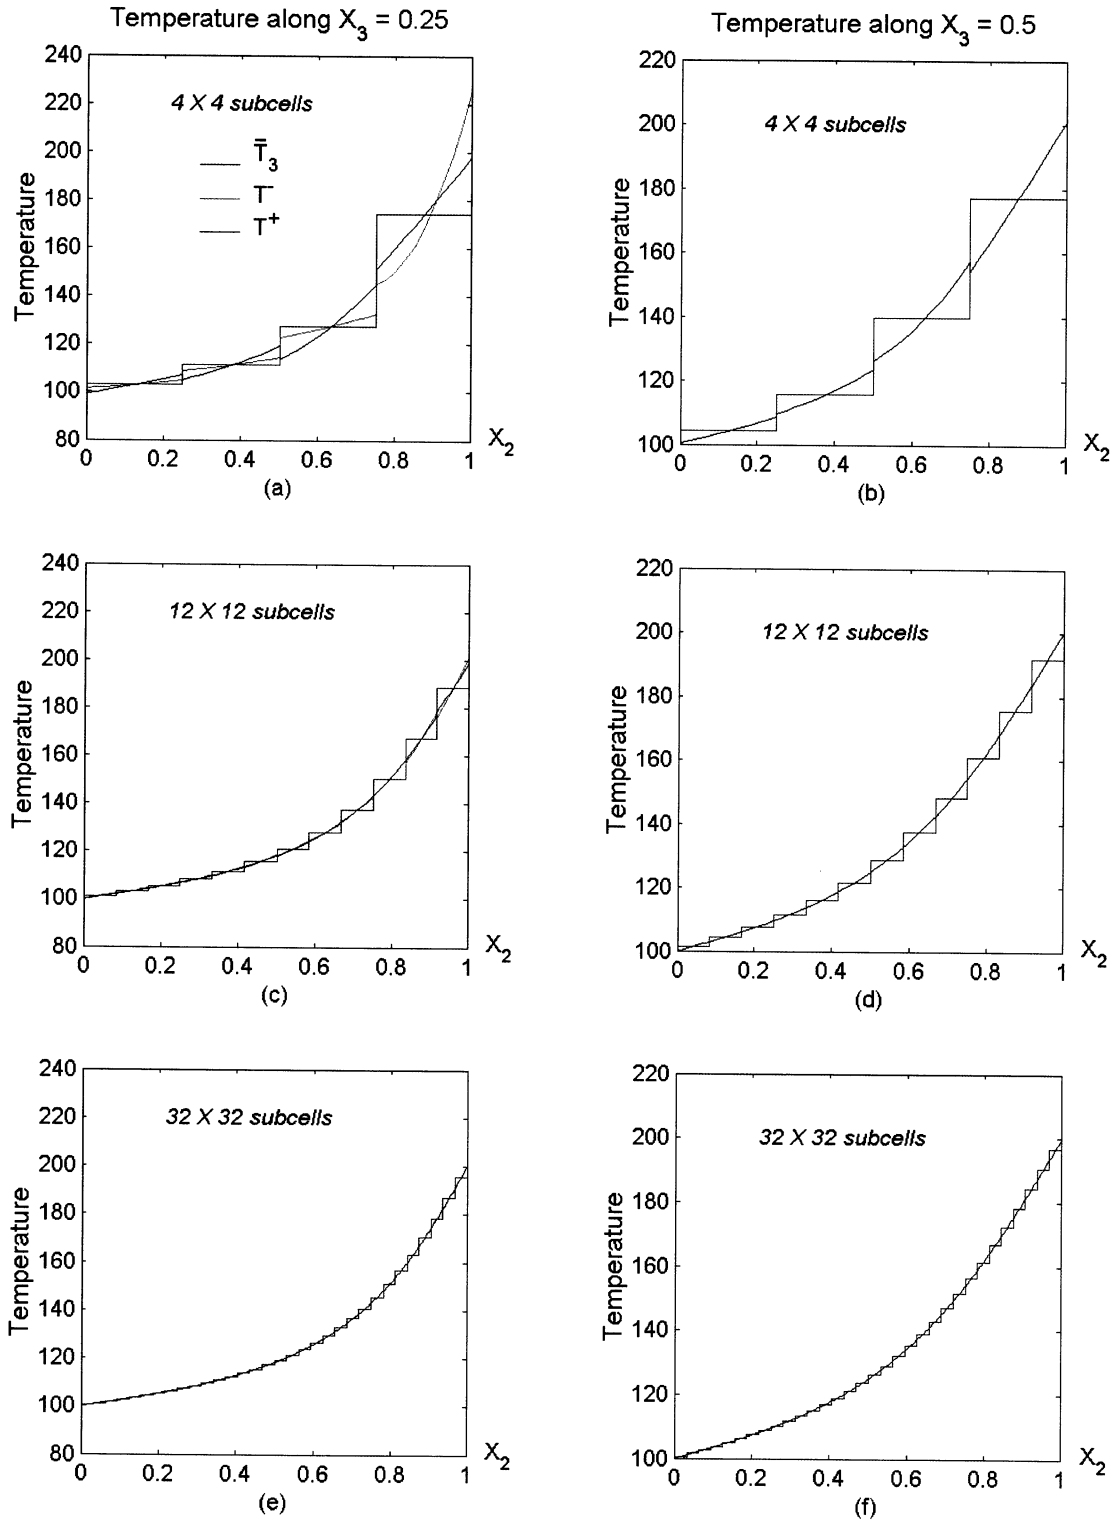 Temperature along X3 = 0.25
Temperature along X3 = 0.5
240
220
200
180
160
140
120
100
80
Temperature
4 X 4 subcells
T̿3
T-
T+
0
0.2
0.4
0.6
0.8
1
X2
(a)
220
200
180
160
140
120
100
Temperature
4 X 4 subcells
0
0.2
0.4
0.6
0.8
1
X2
(b)
240
220
200
180
160
140
120
100
80
Temperature
12 X 12 subcells
0
0.2
0.4
0.6
0.8
1
X2
(c)
220
200
180
160
140
120
100
Temperature
12 X 12 subcells
0
0.2
0.4
0.6
0.8
1
X2
(d)
240
220
200
180
160
140
120
100
80
Temperature
32 X 32 subcells
0
0.2
0.4
0.6
0.8
1
X2
(e)
220
200
180
160
140
120
100
Temperature
32 X 32 subcells
0
0.2
0.4
0.6
0.8
1
X2
(f)